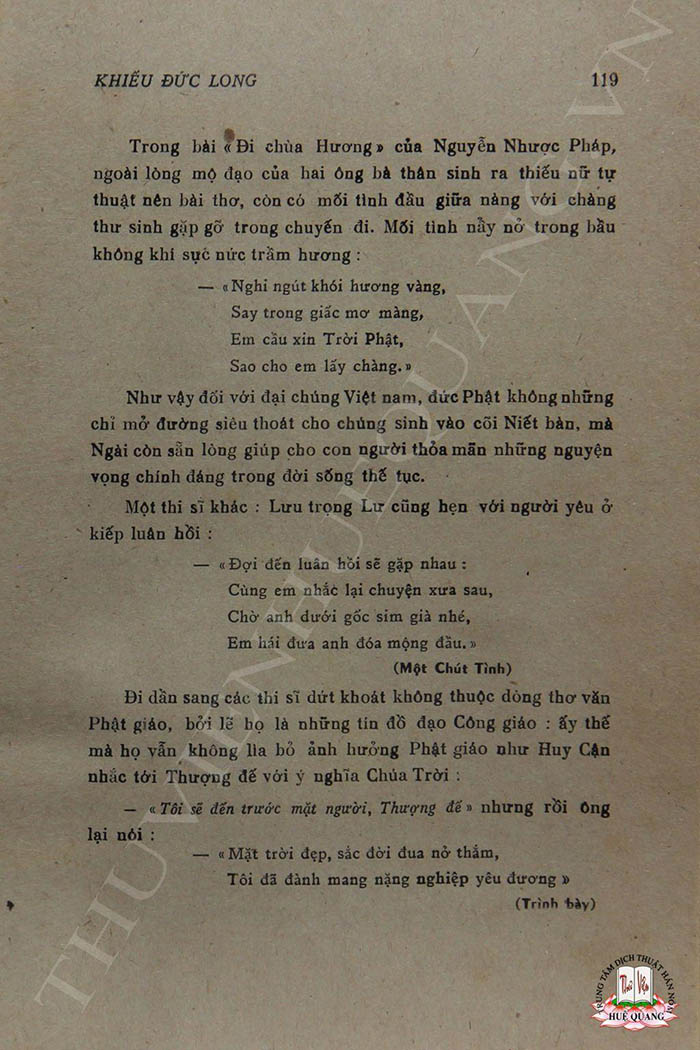 KHIẾU ĐỨC LONG 119
Trong bài «Đi chùa Hương» của Nguyễn Nhược Pháp,
ngoài lòng mộ đạo của hai ông bà thân sinh ra thiếu nữ tự
thuật nên bài thơ, còn có mối tình đầu giữa nàng với chàng
thư sinh gặp gỡ trong chuyến đi. Mối tình nẩy nở trong bầu
không khí sực nức trầm hương :
— «Nghi ngút khói hương vàng,
Say trong giấc mơ màng,
Em cầu xin Trời Phật,
Sao cho em lấy chàng.»
Như vậy đối với đại chúng Việt nam, đức Phật không những
chỉ mở đường siêu thoát cho chúng sinh vào cõi Niết bàn, mà
Ngài còn sẵn lòng giúp cho con người thỏa mãn những nguyện
vọng chính đáng trong đời sống thế tục.
Một thi sĩ khác : Lưu trọng Lư cũng hẹn với người yêu ở
kiếp luân hồi :
— «Đợi đến luân hồi sẽ gặp nhau :
Cùng em nhắc lại chuyện xưa sau,
Chờ anh dưới gốc sim già nhé,
Em hái đưa anh đóa mộng đầu.»
(Một Chút Tình)
Đi dần sang các thi sĩ dứt khoát không thuộc dòng thơ văn
Phật giáo, bởi lẽ họ là những tín đồ đạo Công giáo : ấy thế
mà họ vẫn không lìa bỏ ảnh hưởng Phật giáo như Huy Cận
nhắc tới Thượng đế với ý nghĩa Chúa Trời :
— «Tôi sẽ đến trước mặt người, Thượng đế» nhưng rồi ông
lại nói :
— «Mặt trời đẹp, sắc đời đua nở thắm,
Tôi đã đành mang nặng nghiệp yêu đương»
(Trình bày)
THUVIENHUEQUANG.VN
TRUNG TÂM DỊCH THUẬT HÁN NÔM
Thư Viện
HUỆ QUANG